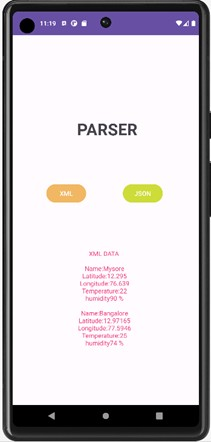 11:19
PARSER
XML JSON
XML DATA
Name:Mysore
Latitude:12.295
Longitude:76.639
Temperature:22
humidity90 %
Name:Bangalore
Latitude:12.97165
Longitude:77.5946
Temperature:25
humidity74 %